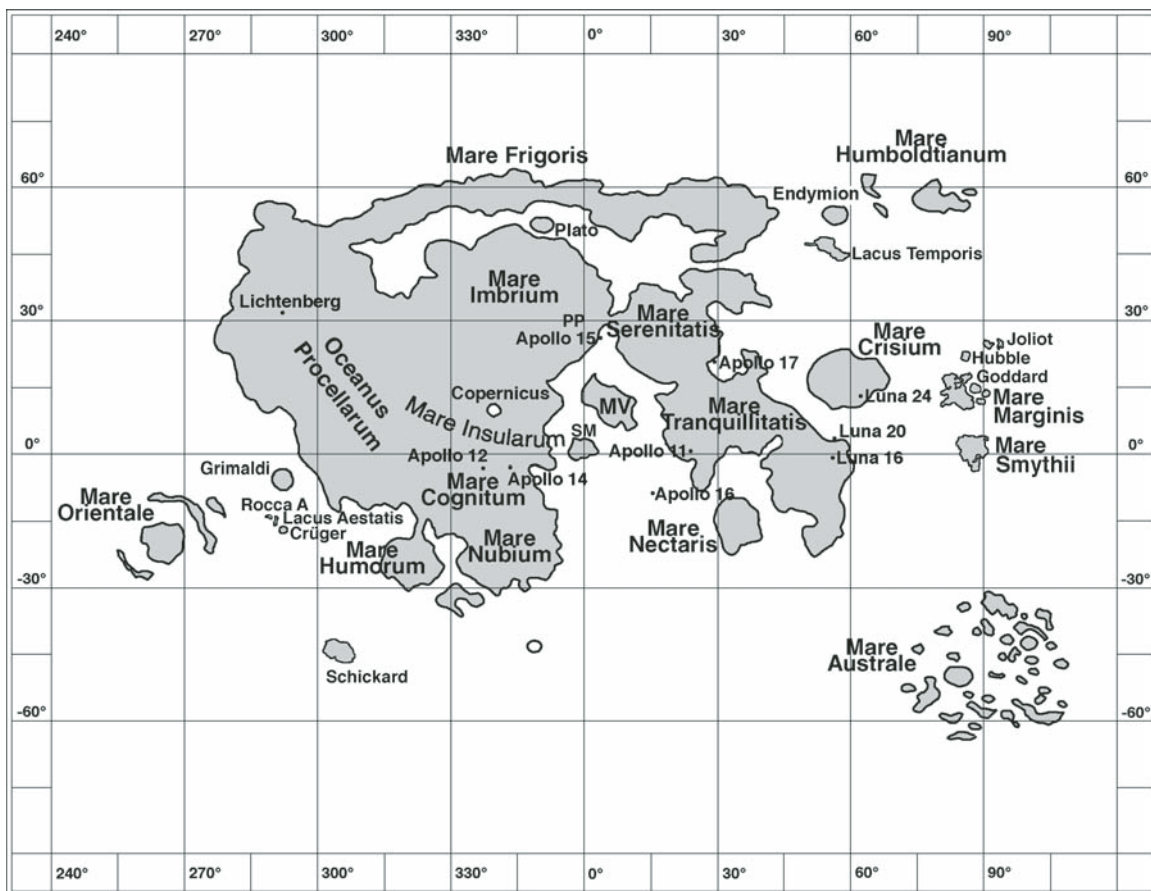 240°
270°
300°
330°
0°
30°
60°
90°
Mare Frigoris
Mare
Humboldtianum
60°
60°
Endymion
Plato
Lacus Temporis
Mare
Imbrium
Lichtenberg
30°
30°
PP
Apollo 15
Mare
Serenitatis
Mare
Crisium
Joliot
Hubble
Goddard
Apollo 17
Oceanus
Procellarum
Copernicus
MV
Mare
Tranquillitatis
Luna 24
Mare
Marginis
Mare Insularum
SM
Luna 20
0°
0°
Apollo 11
Luna 16
Mare
Smythii
Grimaldi
Apollo 12
Apollo 14
Mare
Cognitum
Apollo 16
Mare
Orientale
Rocca A
Lacus Aestatis
Crüger
Mare
Humorum
Mare
Nubium
Mare
Nectaris
-30°
-30°
Schickard
Mare
Australe
-60°
-60°
240°
270°
300°
330°
0°
30°
60°
90°